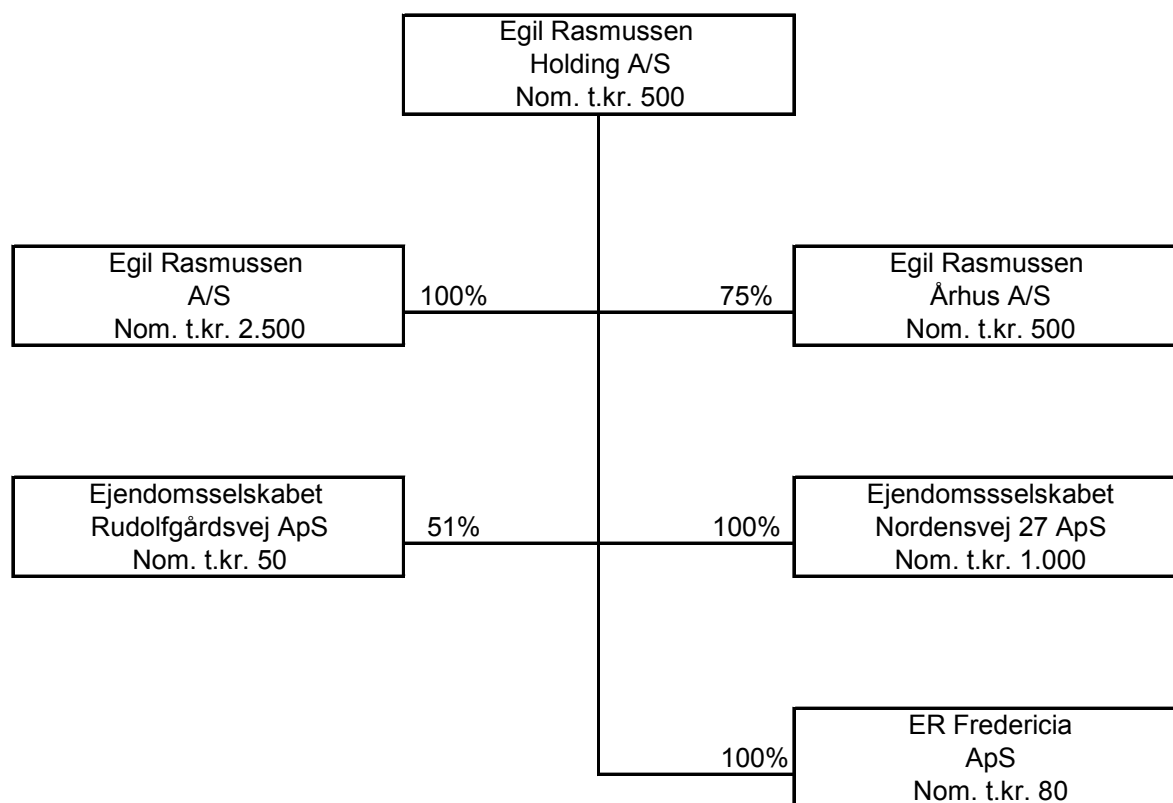 Egil Rasmussen
Holding A/S
Nom. t.kr. 500
Egil Rasmussen
A/S
Nom. t.kr. 2.500
100%
75%
Egil Rasmussen
Århus A/S
Nom. t.kr. 500
Ejendomsselskabet
Rudolfgårdsvej ApS
Nom. t.kr. 50
51%
100%
Ejendomssselskabet
Nordensvej 27 ApS
Nom. t.kr. 1.000
100%
ER Fredericia
ApS
Nom. t.kr. 80